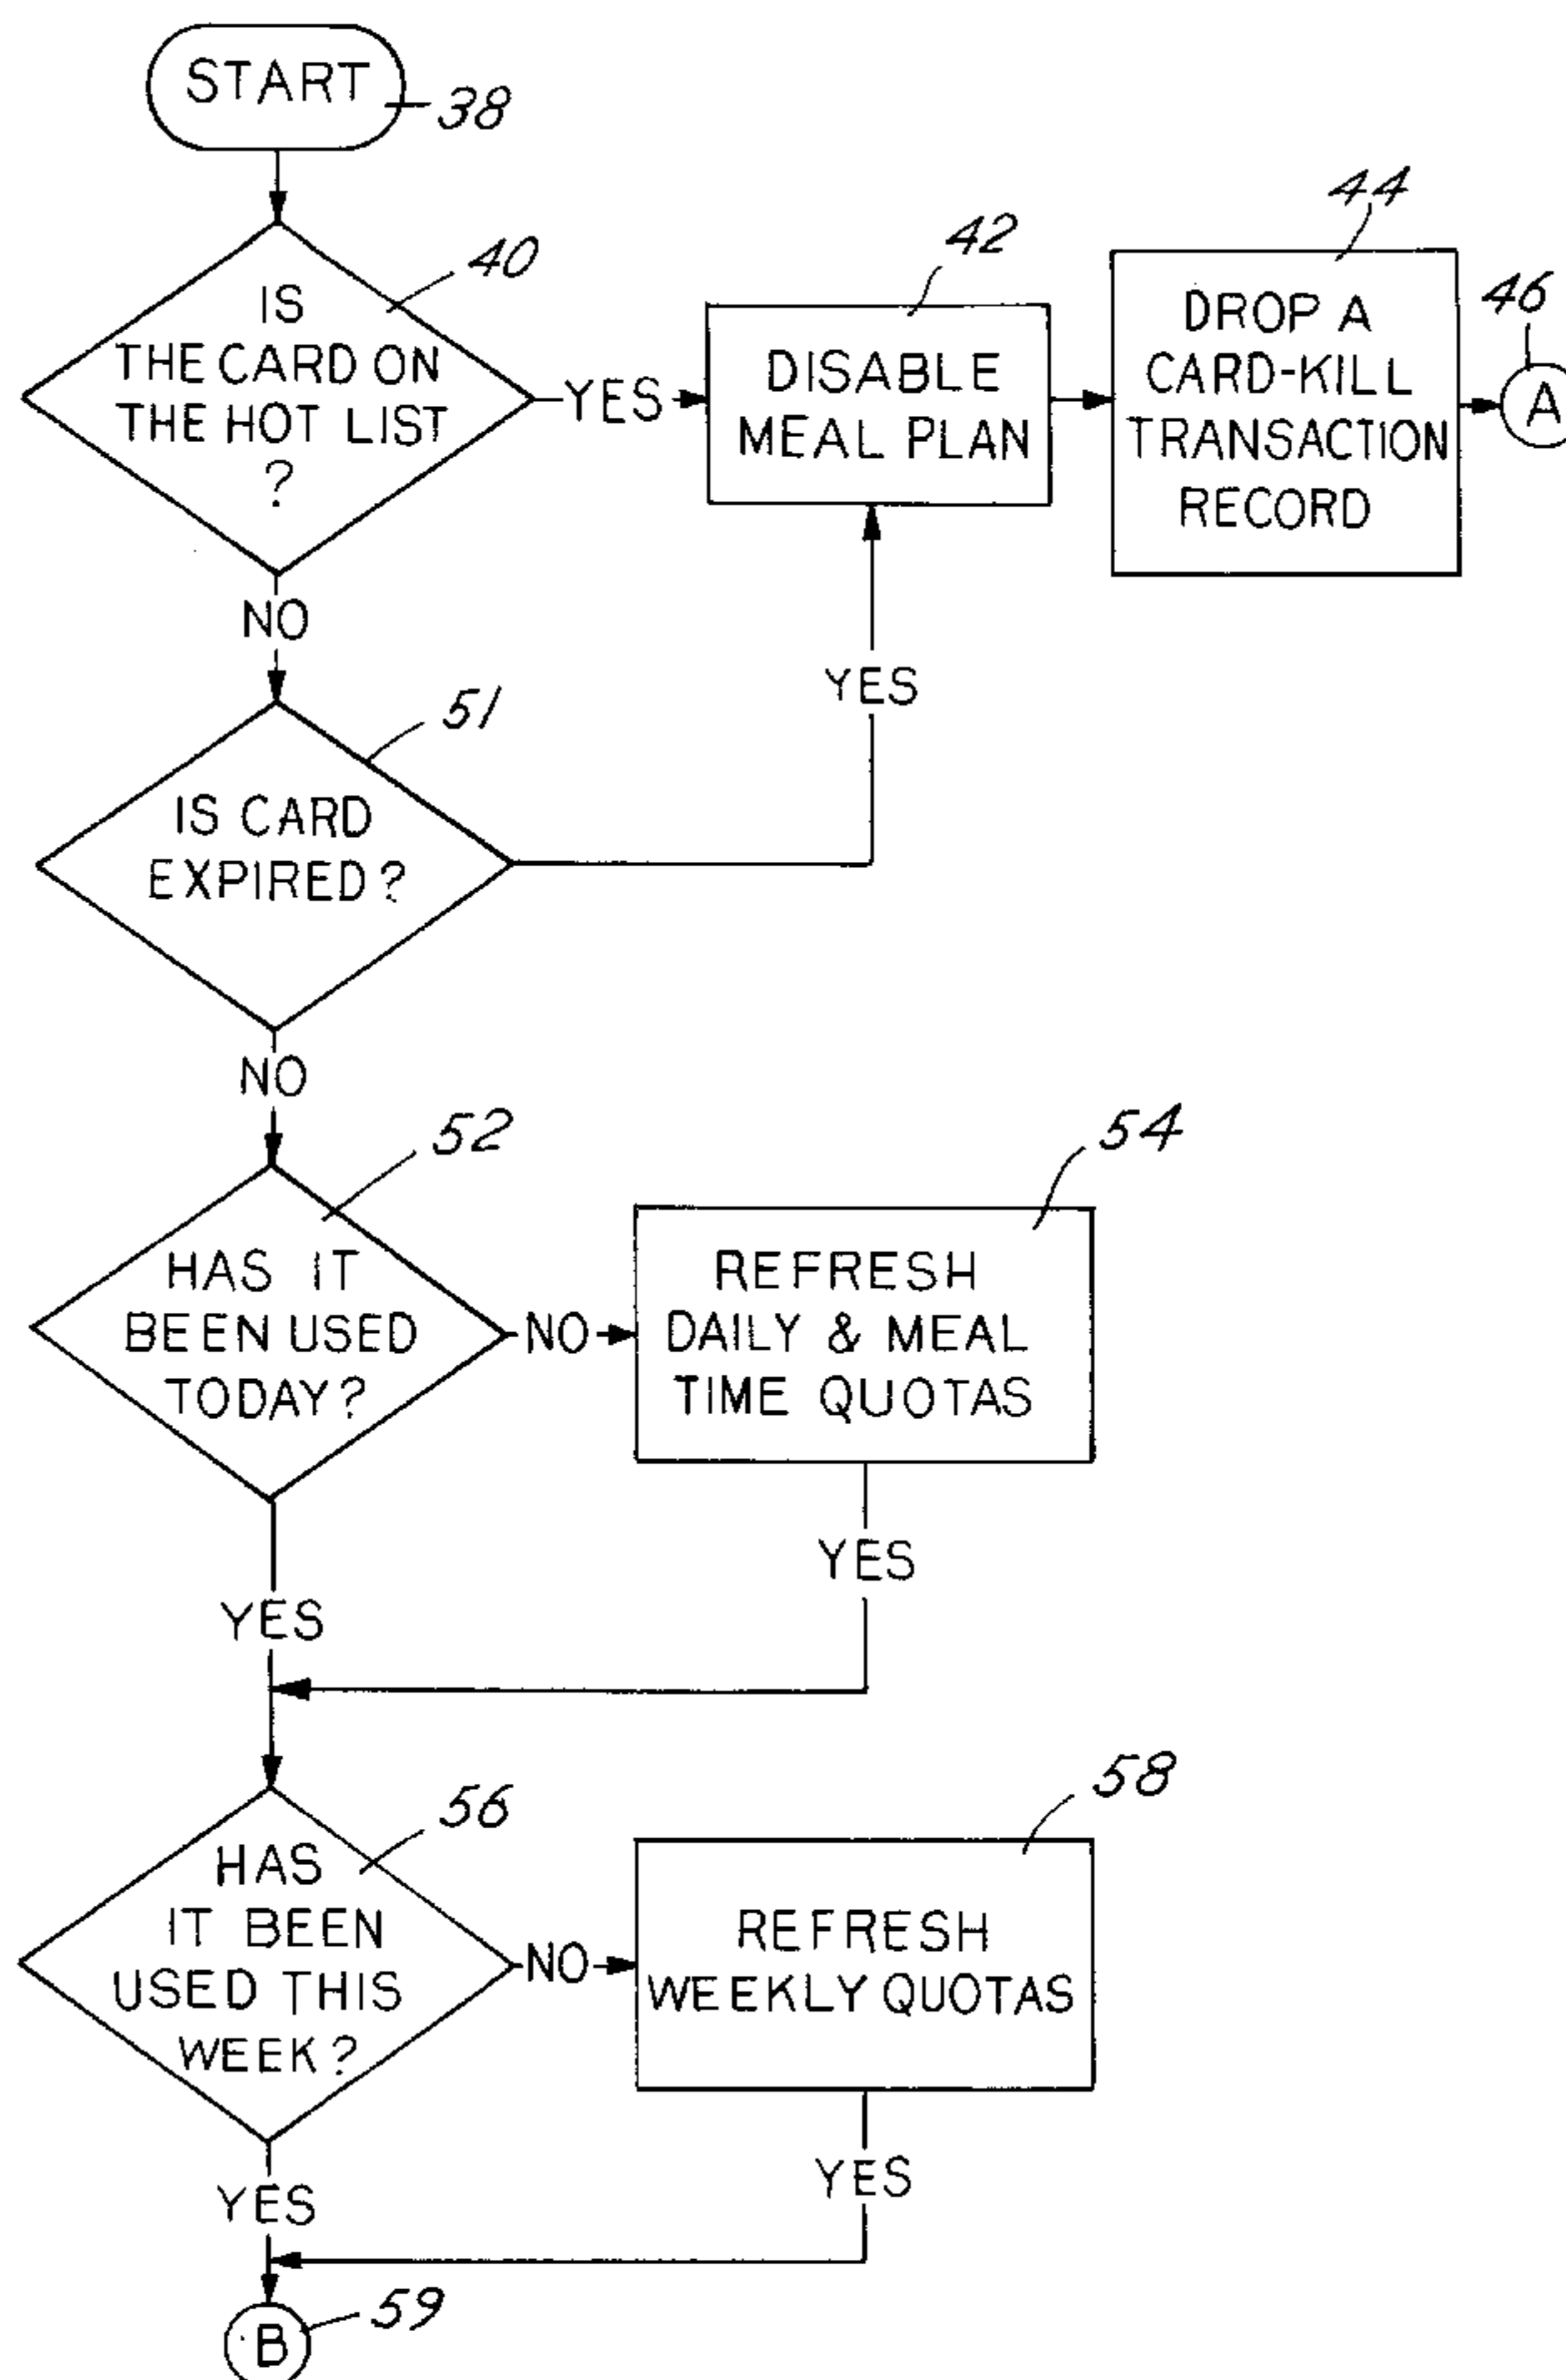 START
38
40
IS
THE CARD ON
THE HOT LIST
?
YES
42
DISABLE
MEAL PLAN
44
DROP A
CARD-KILL
TRANSACTION
RECORD
46
A
NO
YES
51
IS CARD
EXPIRED?
NO
52
HAS IT
BEEN USED
TODAY?
NO
54
REFRESH
DAILY & MEAL
TIME QUOTAS
YES
YES
56
HAS
IT BEEN
USED THIS
WEEK?
NO
58
REFRESH
WEEKLY QUOTAS
YES
YES
59
B